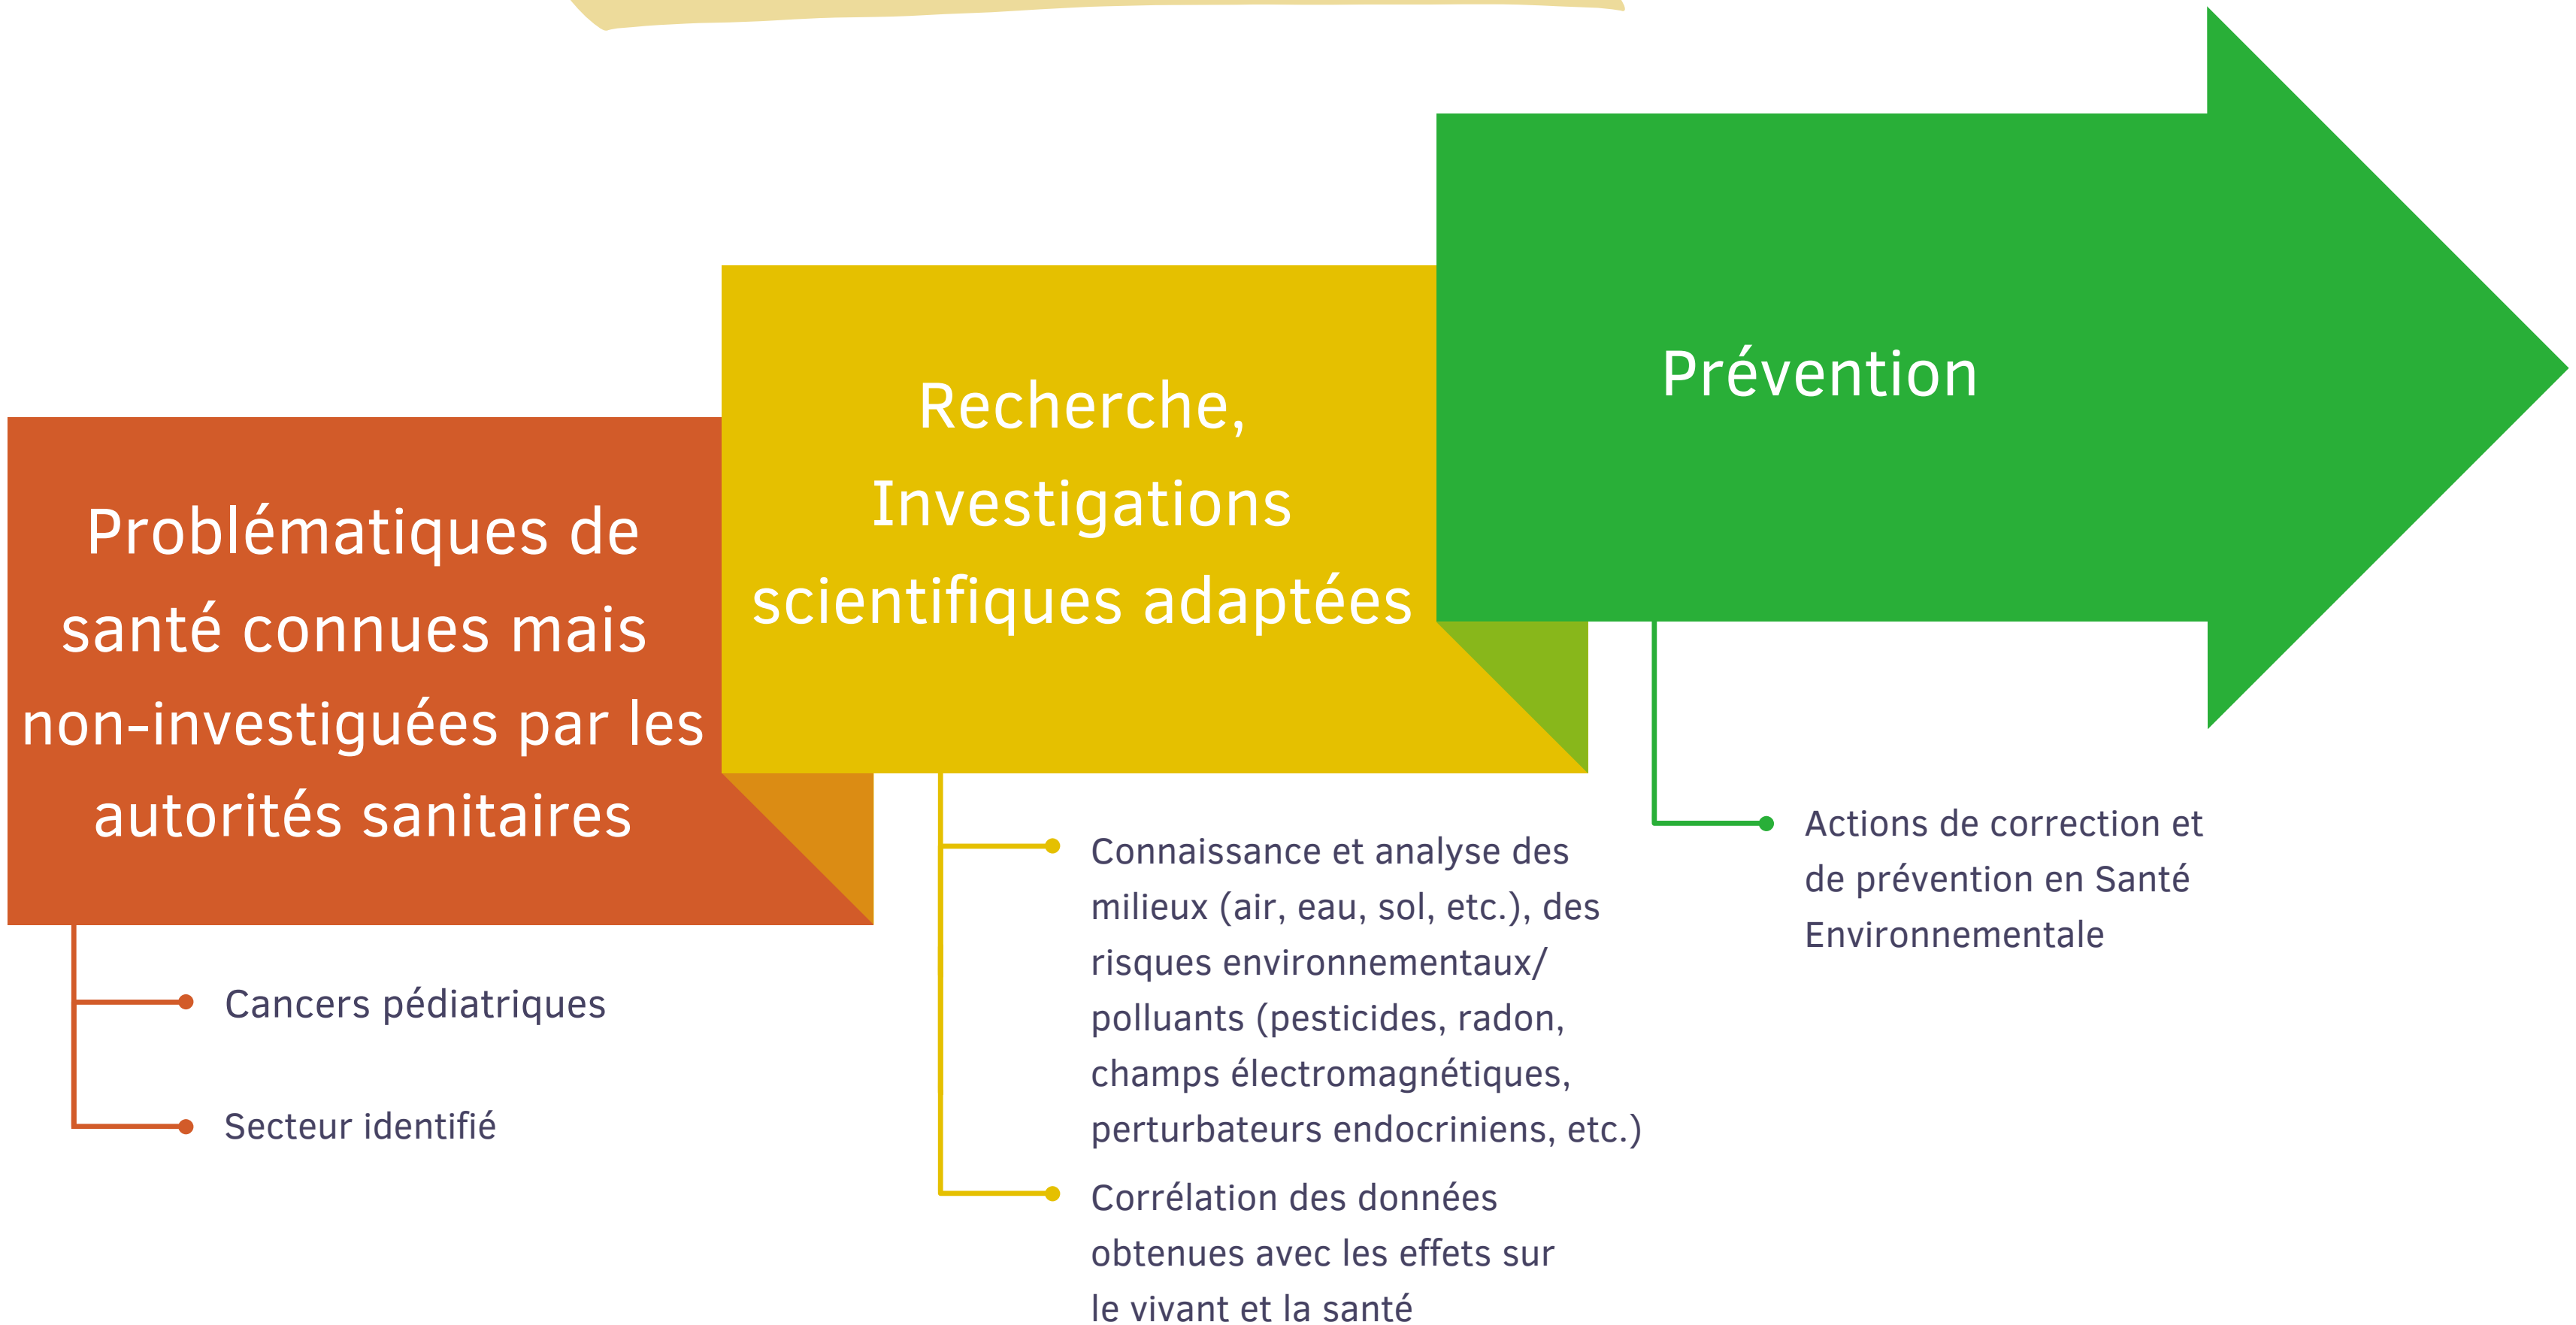 Problématiques de
santé connues mais
non-investiguées par les
autorités sanitaires
Cancers pédiatriques
Secteur identifié
Recherche,
Investigations
scientifiques adaptées
Connaissance et analyse des
milieux (air, eau, sol, etc.), des
risques environnementaux/
polluants (pesticides, radon,
champs électromagnétiques,
perturbateurs endocriniens, etc.)
Corrélation des données
obtenues avec les effets sur
le vivant et la santé
Prévention
Actions de correction et
de prévention en Santé
Environnementale